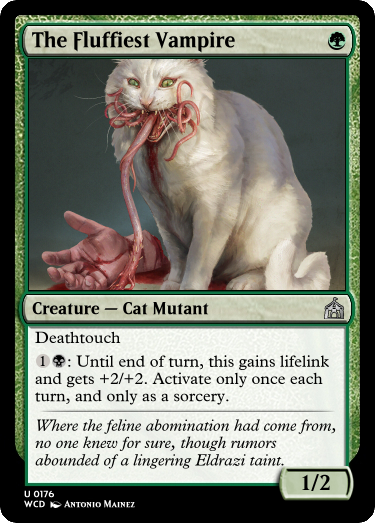 The Fluffiest Vampire
Creature — Cat Mutant
Deathtouch
1: Until end of turn, this gains lifelink
and gets +2/+2. Activate only once each
turn, and only as a sorcery.
Where the feline abomination had come from,
no one knew for sure, though rumors
abounded of a lingering Eldrazi taint.
1/2
U 0176
WCD Antonio Mainez